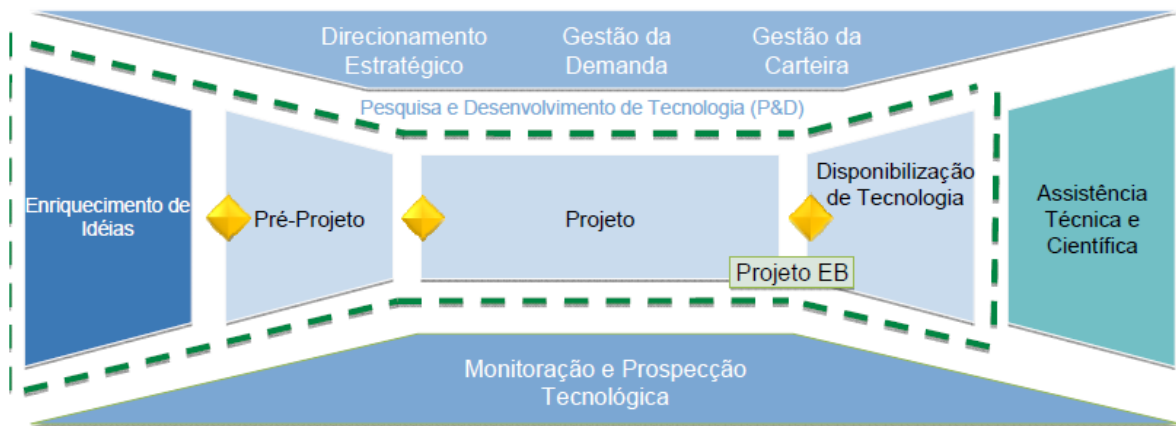 Direcionamento
Estratégico
Gestão da
Demanda
Gestão da
Carteira
Pesquisa e Desenvolvimento de Tecnologia (P&D)
Enriquecimento de
Idéias
Pré-Projeto
Projeto
Disponibilização
de Tecnologia
Projeto EB
Assistência
Técnica e
Científica
Monitoração e Prospecção
Tecnológica